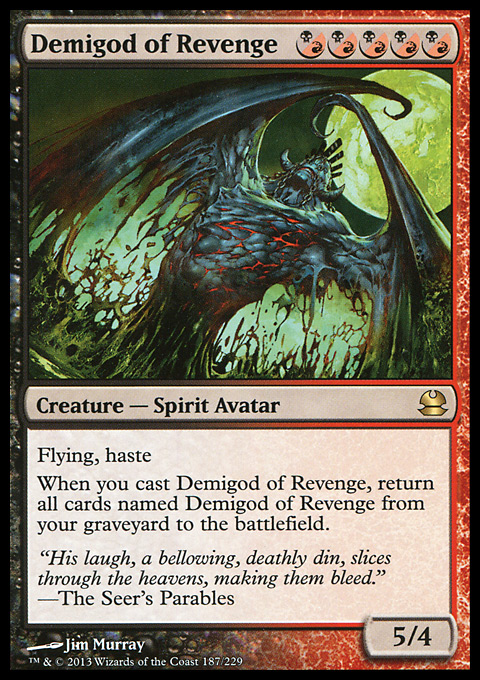 Demigod of Revenge
Creature — Spirit Avatar
Flying, haste
When you cast Demigod of Revenge, return
all cards named Demigod of Revenge from
your graveyard to the battlefield.
“His laugh, a bellowing, deathly din, slices
through the heavens, making them bleed.”
—The Seer’s Parables
5/4
Jim Murray
™ & © 2013 Wizards of the Coast 187/229